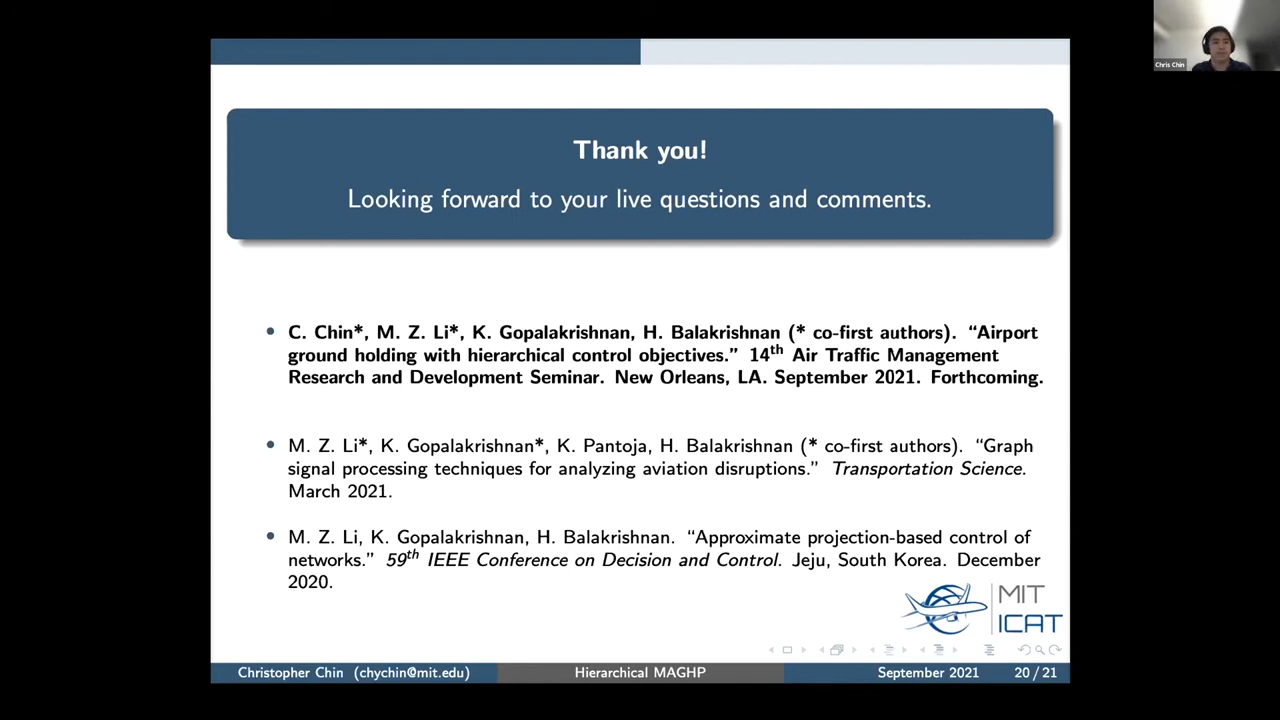 Chris Chin
Thank you!
Looking forward to your live questions and comments.
• C. Chin*, M. Z. Li*, K. Gopalakrishnan, H. Balakrishnan (* co-first authors). “Airport
ground holding with hierarchical control objectives.” 14th Air Traffic Management
Research and Development Seminar. New Orleans, LA. September 2021. Forthcoming.
• M. Z. Li*, K. Gopalakrishnan*, K. Pantoja, H. Balakrishnan (* co-first authors). “Graph
signal processing techniques for analyzing aviation disruptions.” Transportation Science.
March 2021.
• M. Z. Li, K. Gopalakrishnan, H. Balakrishnan. “Approximate projection-based control of
networks.” 59th IEEE Conference on Decision and Control. Jeju, South Korea. December
2020.
MIT
ICAT
Christopher Chin (chychin@mit.edu) Hierarchical MAGHP September 2021 20 / 21